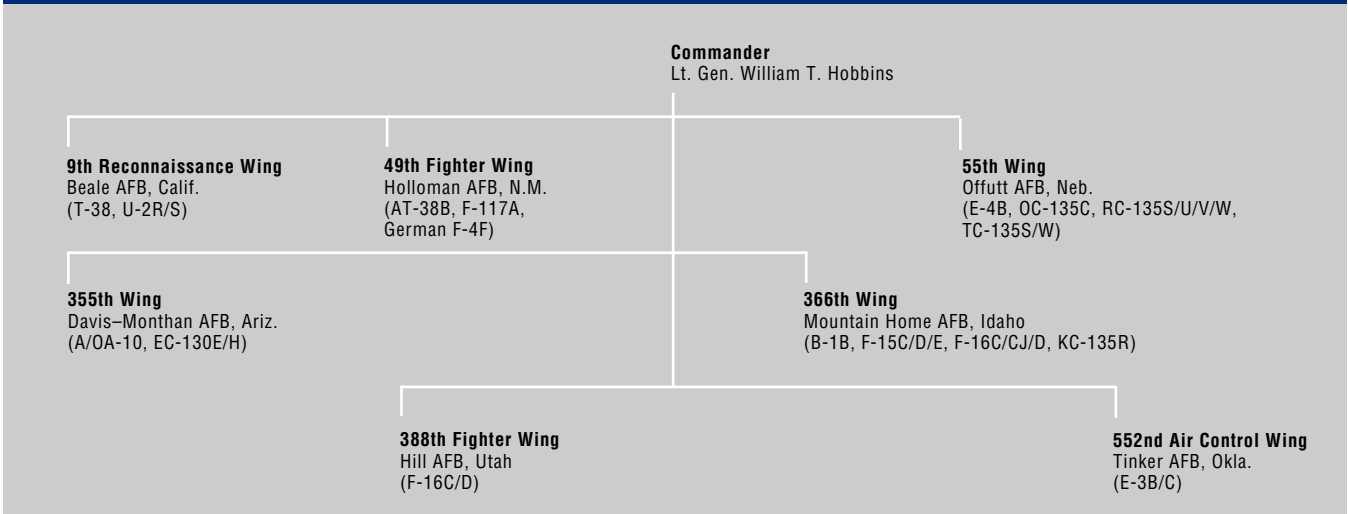 Commander
Lt. Gen. William T. Hobbins
9th Reconnaissance Wing
Beale AFB, Calif.
(T-38, U-2R/S)
49th Fighter Wing
Holloman AFB, N.M.
(AT-38B, F-117A,
German F-4F)
55th Wing
Offutt AFB, Neb.
(E-4B, OC-135C, RC-135S/U/V/W,
TC-135S/W)
355th Wing
Davis–Monthan AFB, Ariz.
(A/OA-10, EC-130E/H)
366th Wing
Mountain Home AFB, Idaho
(B-1B, F-15C/D/E, F-16C/CJ/D, KC-135R)
388th Fighter Wing
Hill AFB, Utah
(F-16C/D)
552nd Air Control Wing
Tinker AFB, Okla.
(E-3B/C)